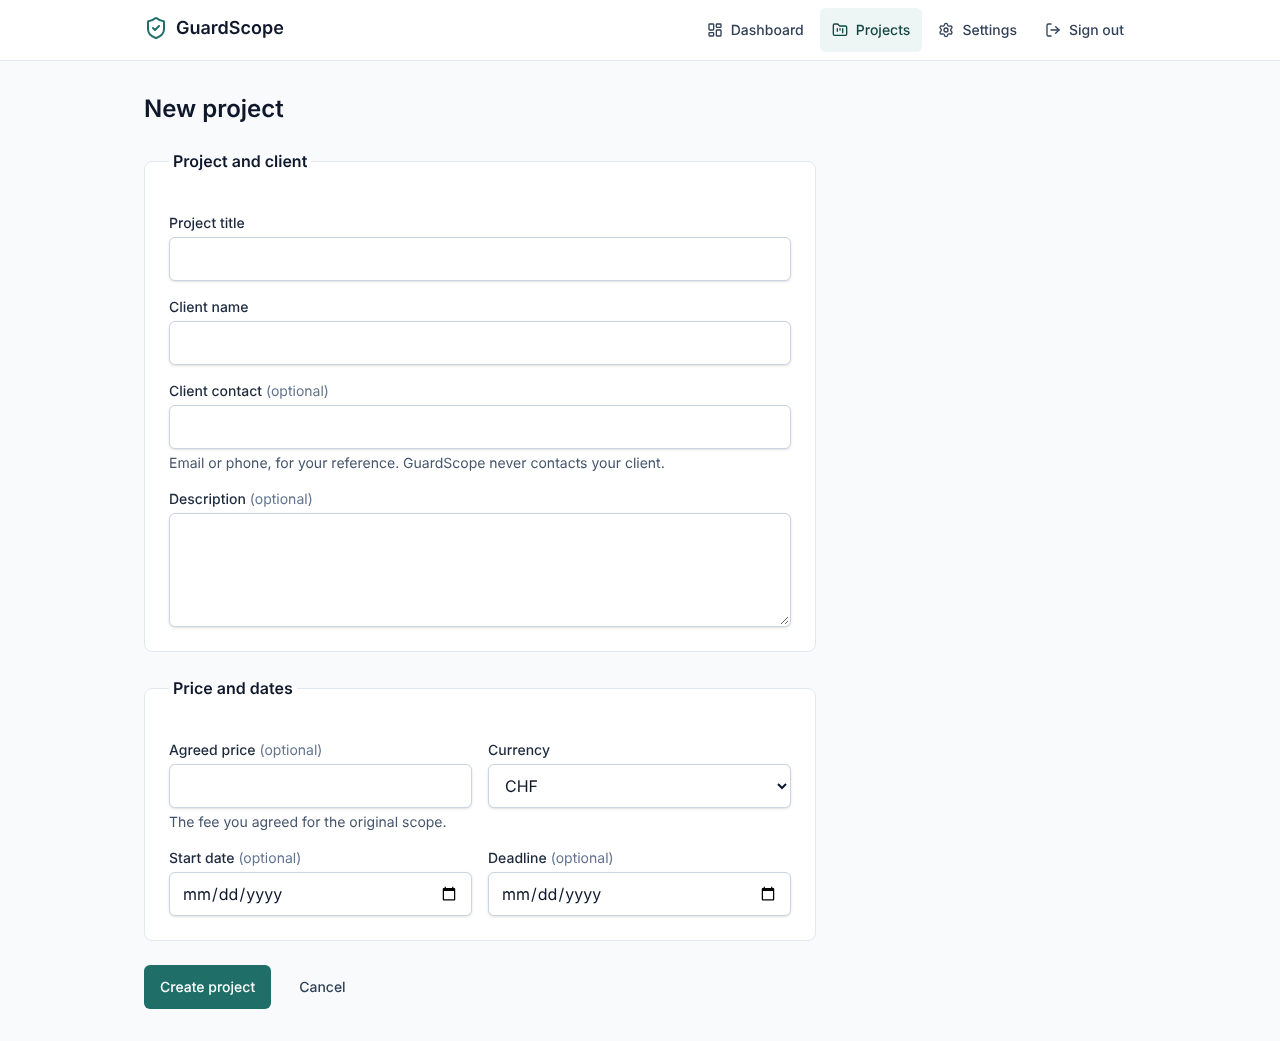 GuardScope
Dashboard
Projects
Settings
Sign out
New project
Project and client
Project title
Client name
Client contact (optional)
Email or phone, for your reference. GuardScope never contacts your client.
Description (optional)
Price and dates
Agreed price (optional)
Currency
CHF
The fee you agreed for the original scope.
Start date (optional)
Deadline (optional)
mm/dd/yyyy
mm/dd/yyyy
Create project
Cancel